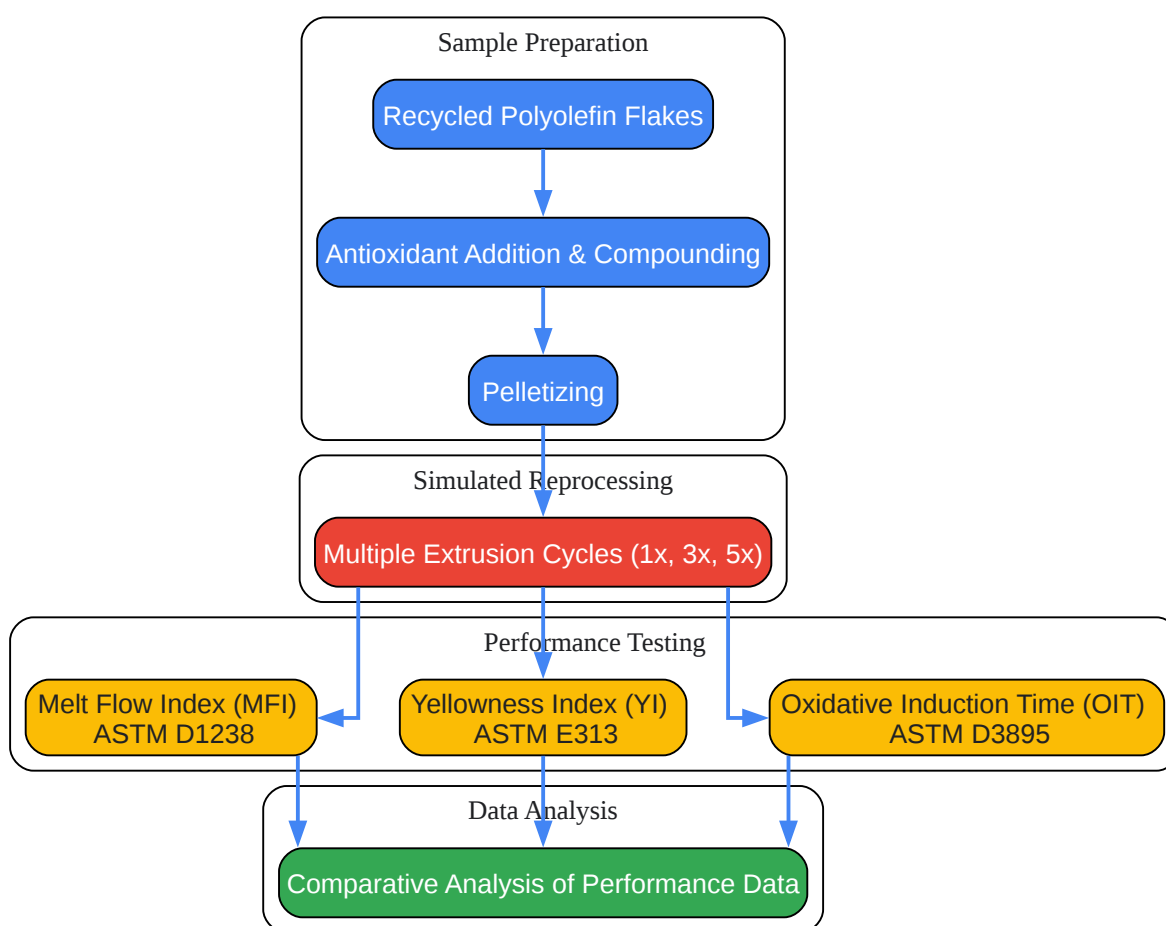 Sample Preparation
Recycled Polyolefin Flakes
Antioxidant Addition & Compounding
Pelletizing
Simulated Reprocessing
Multiple Extrusion Cycles (1x, 3x, 5x)
Performance Testing
Melt Flow Index (MFI)
ASTM D1238
Yellowness Index (YI)
ASTM E313
Oxidative Induction Time (OIT)
ASTM D3895
Data Analysis
Comparative Analysis of Performance Data